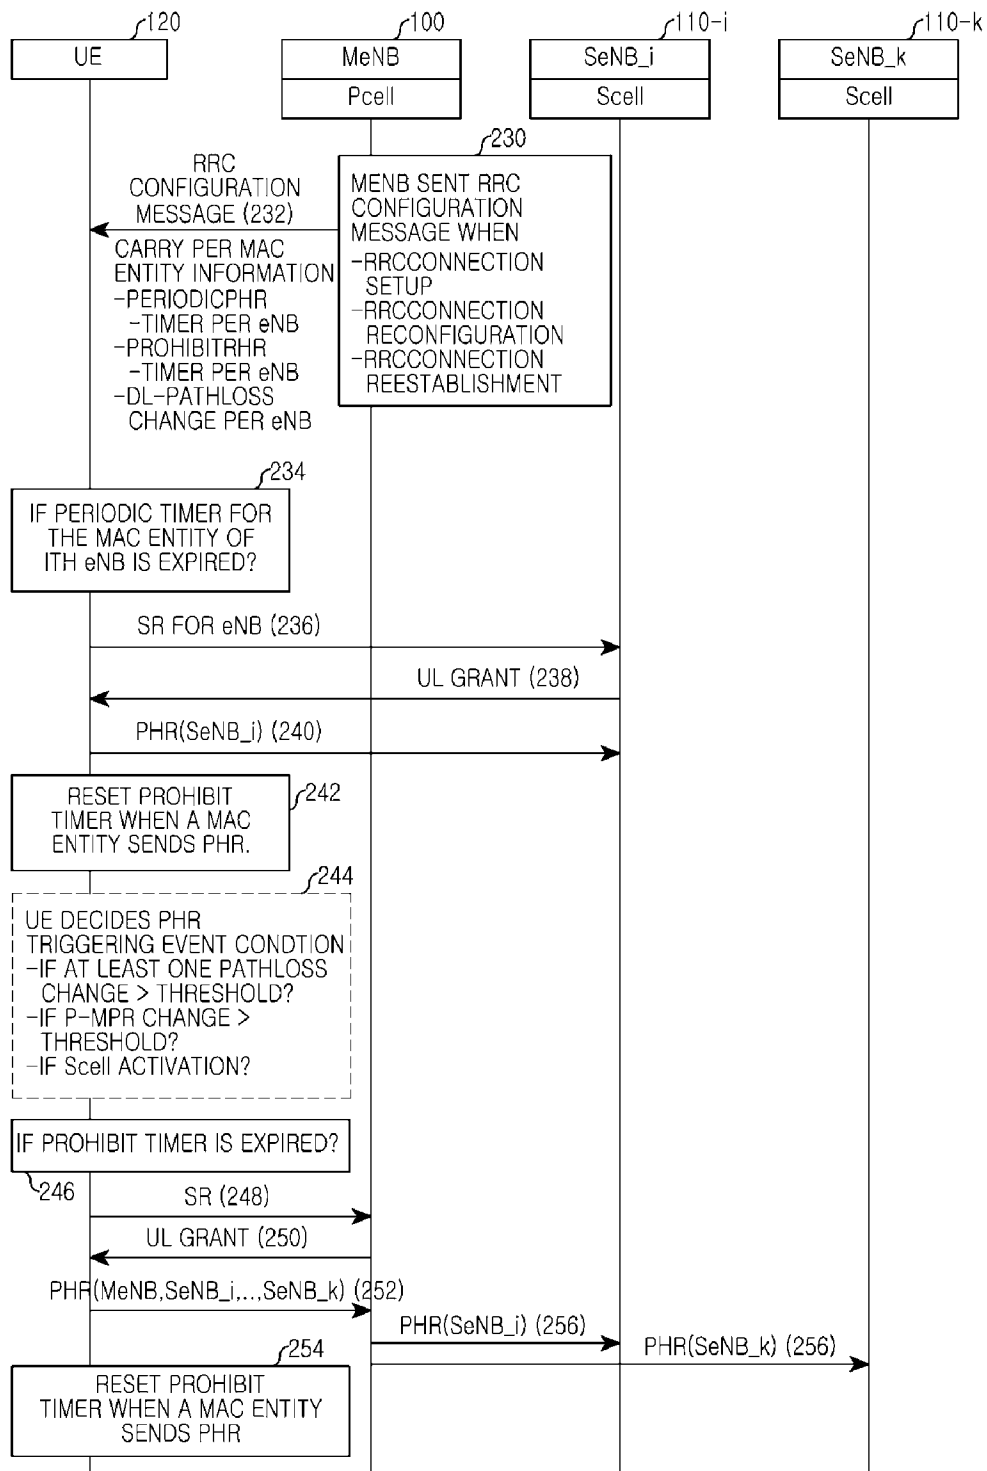 120
100
110-i
110-k
UE
MeNB
Pcell
SeNB_i
Scell
SeNB_k
Scell
230
RRC
CONFIGURATION
MESSAGE (232)
CARRY PER MAC
ENTITY INFORMATION
-PERIODICPHR
-TIMER PER eNB
-PROHIBITRHR
-TIMER PER eNB
-DL-PATHLOSS
CHANGE PER eNB
MENB SENT RRC
CONFIGURATION
MESSAGE WHEN
-RRCCONNECTION
SETUP
-RRCCONNECTION
RECONFIGURATION
-RRCCONNECTION
REESTABLISHMENT
234
IF PERIODIC TIMER FOR
THE MAC ENTITY OF
ITH eNB IS EXPIRED?
SR FOR eNB (236)
UL GRANT (238)
PHR(SeNB_i) (240)
242
RESET PROHIBIT
TIMER WHEN A MAC
ENTITY SENDS PHR.
244
UE DECIDES PHR
TRIGGERING EVENT CONDTION
-IF AT LEAST ONE PATHLOSS
CHANGE > THRESHOLD?
-IF P-MPR CHANGE >
THRESHOLD?
-IF Scell ACTIVATION?
IF PROHIBIT TIMER IS EXPIRED?
246
SR (248)
UL GRANT (250)
PHR(MeNB,SeNB_i,..,SeNB_k) (252)
PHR(SeNB_i) (256)
PHR(SeNB_k) (256)
254
RESET PROHIBIT
TIMER WHEN A MAC ENTITY
SENDS PHR